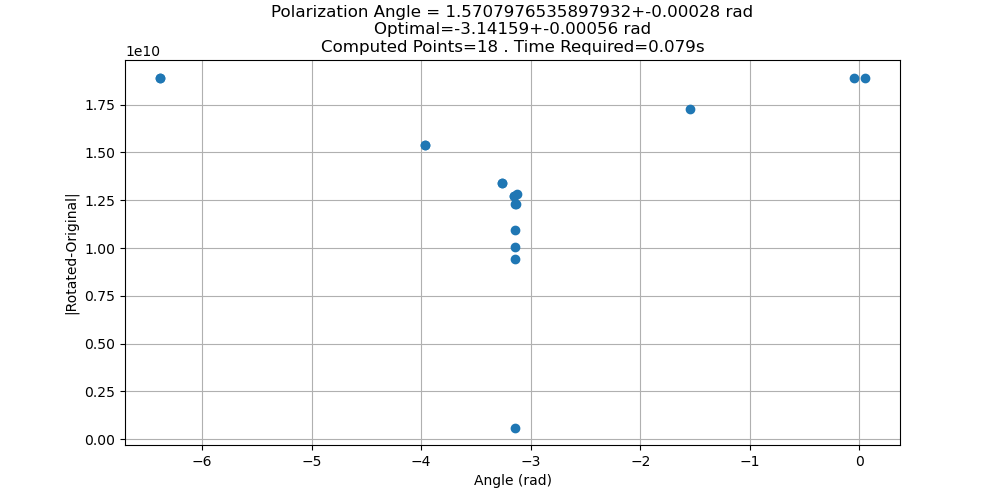 Polarization Angle = 1.5707976535897932+-0.00028 rad
Optimal=-3.14159+-0.00056 rad
Computed Points=18 . Time Required=0.079s
1e10
1.75
1.50
1.25
1.00
0.75
0.50
0.25
0.00
|Rotated-Original|
−6
−5
−4
−3
−2
−1
0
Angle (rad)